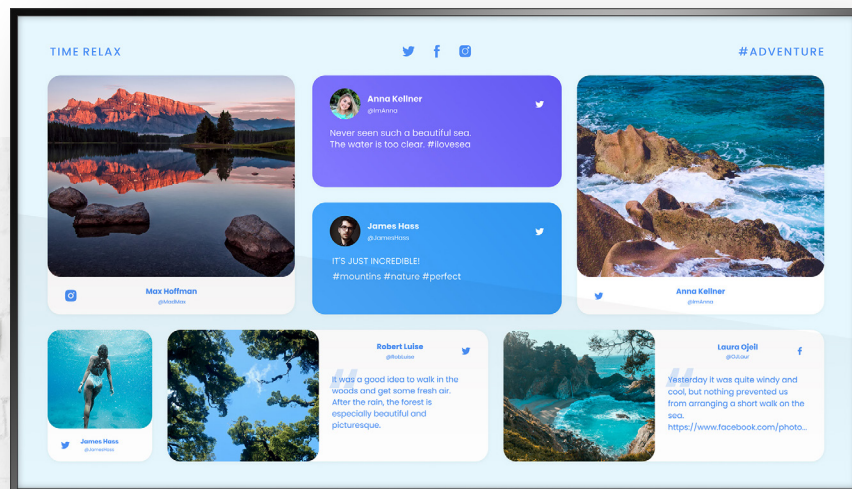 TIME RELAX
#ADVENTURE
Anna Kellner
@ImAnna
Never seen such a beautiful sea.
The water is too clear. #ilovesea
James Hass
@JamesHass
IT'S JUST INCREDIBLE!
#mountins #nature #perfect
Max Hoffman
@MadMax
Anna Kellner
@ImAnna
James Hass
@JamesHass
Robert Luise
@RobLuise
It was a good idea to walk in the
woods and get some fresh air.
After the rain, the forest is
especially beautiful and
picturesque.
Laura Ojeil
@OJLaur
Yesterday it was quite windy and
cool, but nothing prevented us
from arranging a short walk on the
sea.
https://www.facebook.com/photo...